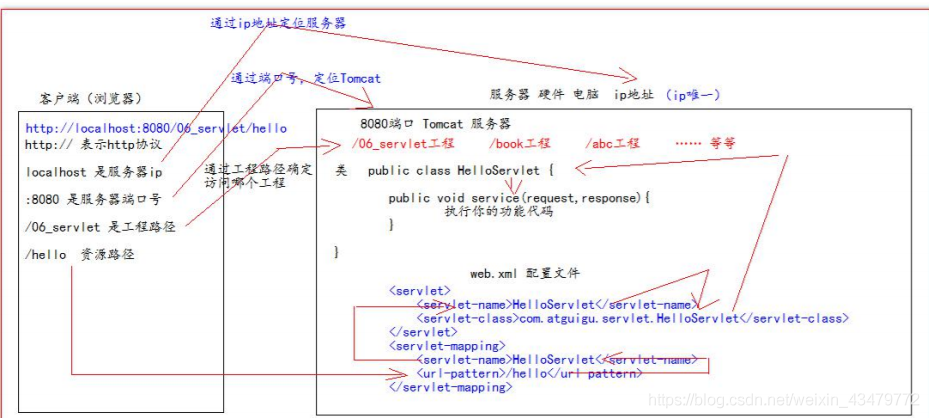 通过ip地址定位服务器
通过端口号，定位Tomcat
客户端（浏览器）
服务器 硬件 电脑 ip地址 （ip唯一）
http://localhost:8080/06_servlet/hello
http:// 表示http协议
localhost 是服务器ip
:8080 是服务器端口号
/06_servlet 是工程路径
/hello 资源路径
通过工程路径确定
访问哪个工程
8080端口 Tomcat 服务器
/06_servlet工程 /book工程 /abc工程 …… 等等
类 public class HelloServlet {
public void service(request,response){
执行你的功能代码
}
}
web.xml 配置文件
<servlet>
<servlet-name>HelloServlet</servlet-name>
<servlet-class>com.atguigu.servlet.HelloServlet</servlet-class>
</servlet>
<servlet-mapping>
<servlet-name>HelloServlet</servlet-name>
<url-pattern>/hello</url-pattern>
</servlet-mapping>
https://blog.csdn.net/weixin_43479772